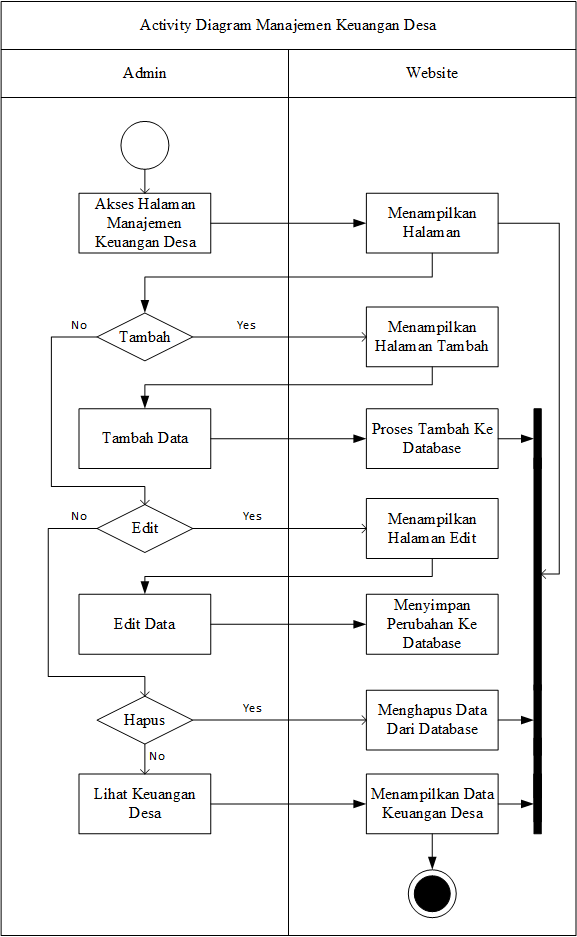 Activity Diagram Manajemen Keuangan Desa
Admin
Website
Akses Halaman
Manajemen
Keuangan Desa
Menampilkan
Halaman
No
Tambah
Yes
Menampilkan
Halaman Tambah
Tambah Data
Proses Tambah Ke
Database
No
Edit
Yes
Menampilkan
Halaman Edit
Edit Data
Menyimpan
Perubahan Ke
Database
Hapus
Yes
Menghapus Data
Dari Database
No
Lihat Keuangan
Desa
Menampilkan Data
Keuangan Desa